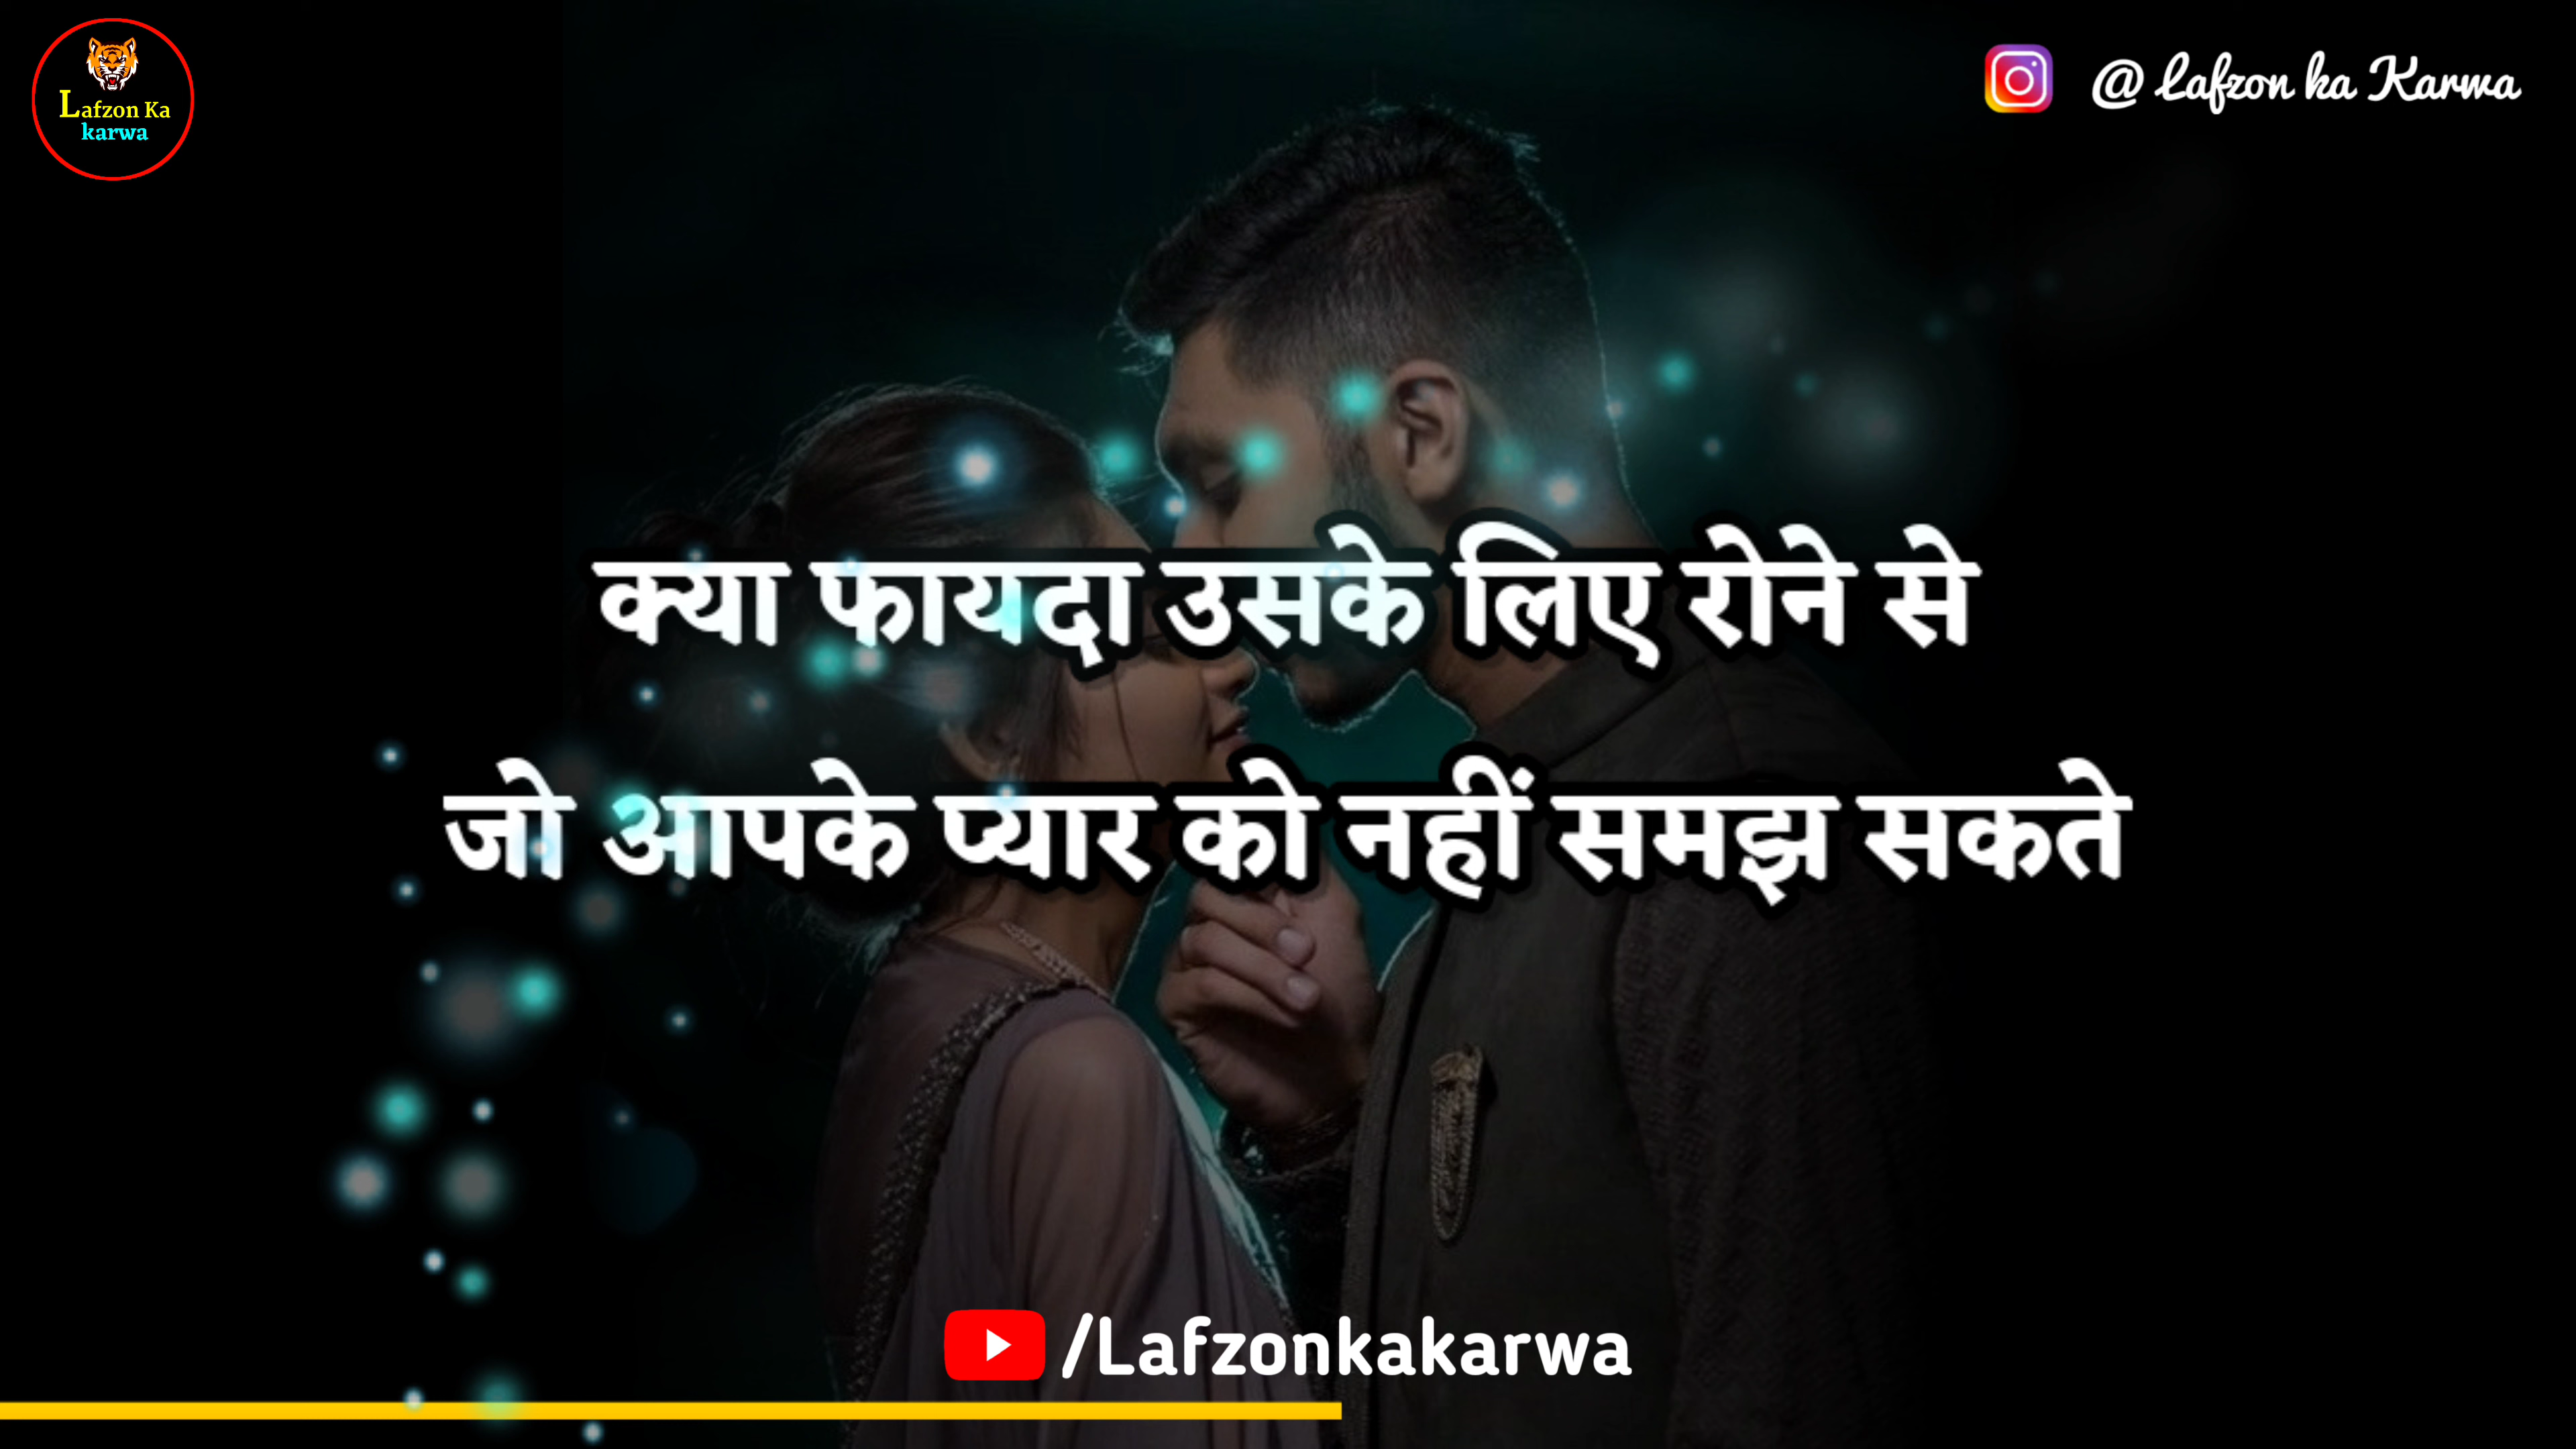 Lafzon Ka
karwa
@ Lafzon ka Karwa
क्या फायदा उसके लिए रोने से
जो आपके प्यार को नहीं समझ सकते
/Lafzonkakarwa